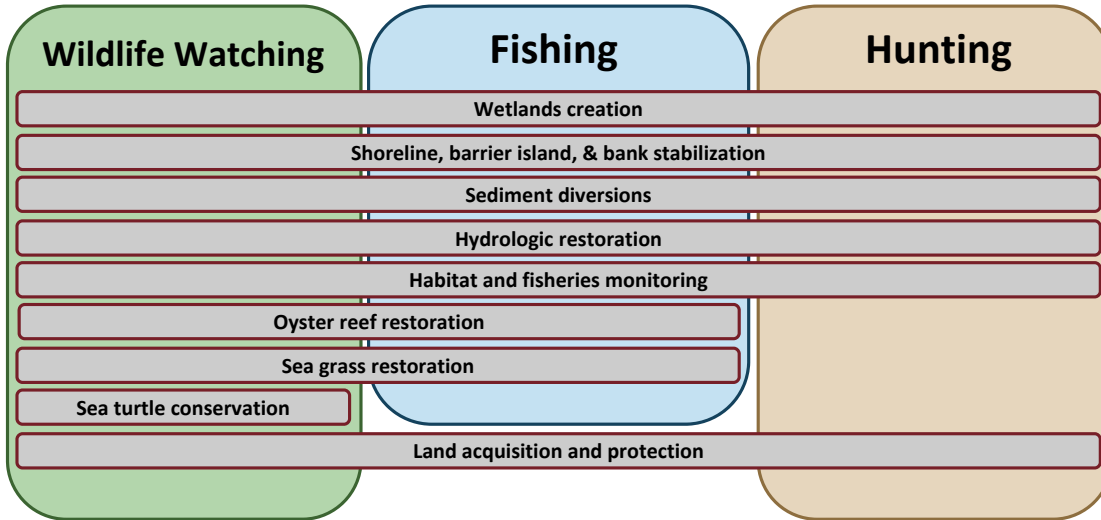 Wildlife Watching
Fishing
Hunting
Wetlands creation
Shoreline, barrier island, & bank stabilization
Sediment diversions
Hydrologic restoration
Habitat and fisheries monitoring
Oyster reef restoration
Sea grass restoration
Sea turtle conservation
Land acquisition and protection